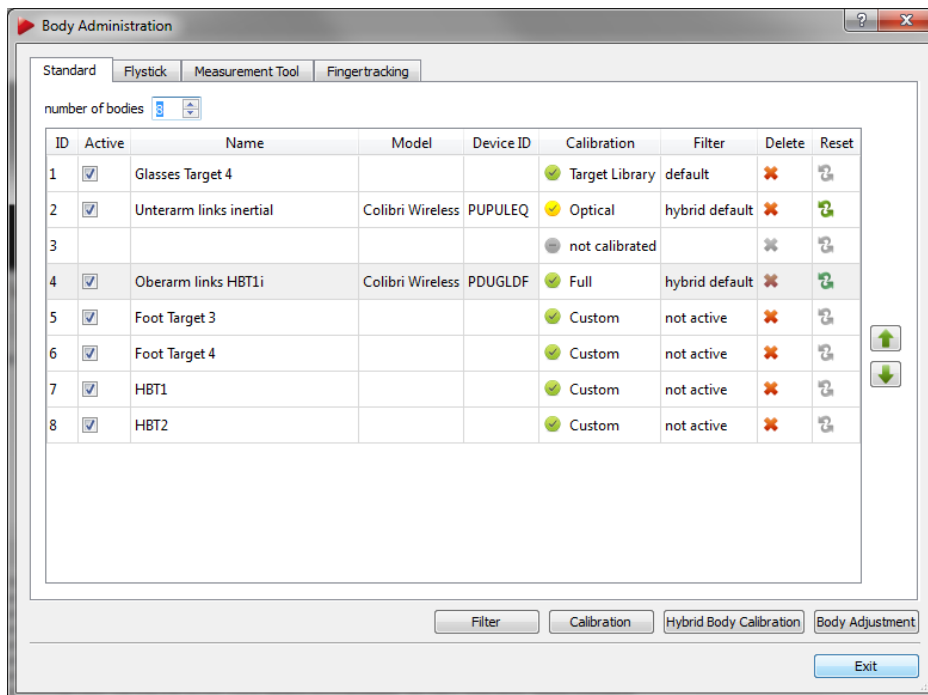 Body Administration
Standard Flystick Measurement Tool Fingertracking
number of bodies 8
ID Active Name Model Device ID Calibration Filter Delete Reset
1 Glasses Target 4 Target Library default
2 Unterarm links inertial Colibri Wireless PUPULEQ Optical hybrid default
3 not calibrated
4 Oberarm links HBT1i Colibri Wireless PDUGLDF Full hybrid default
5 Foot Target 3 Custom not active
6 Foot Target 4 Custom not active
7 HBT1 Custom not active
8 HBT2 Custom not active
Filter Calibration Hybrid Body Calibration Body Adjustment
Exit